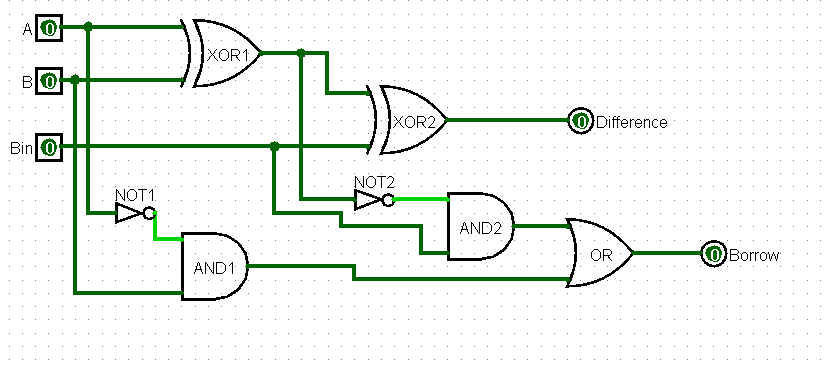 A 0
XOR1
B 0
XOR2
0 Difference
Bin 0
NOT1
NOT2
AND2
AND1
OR
0 Borrow